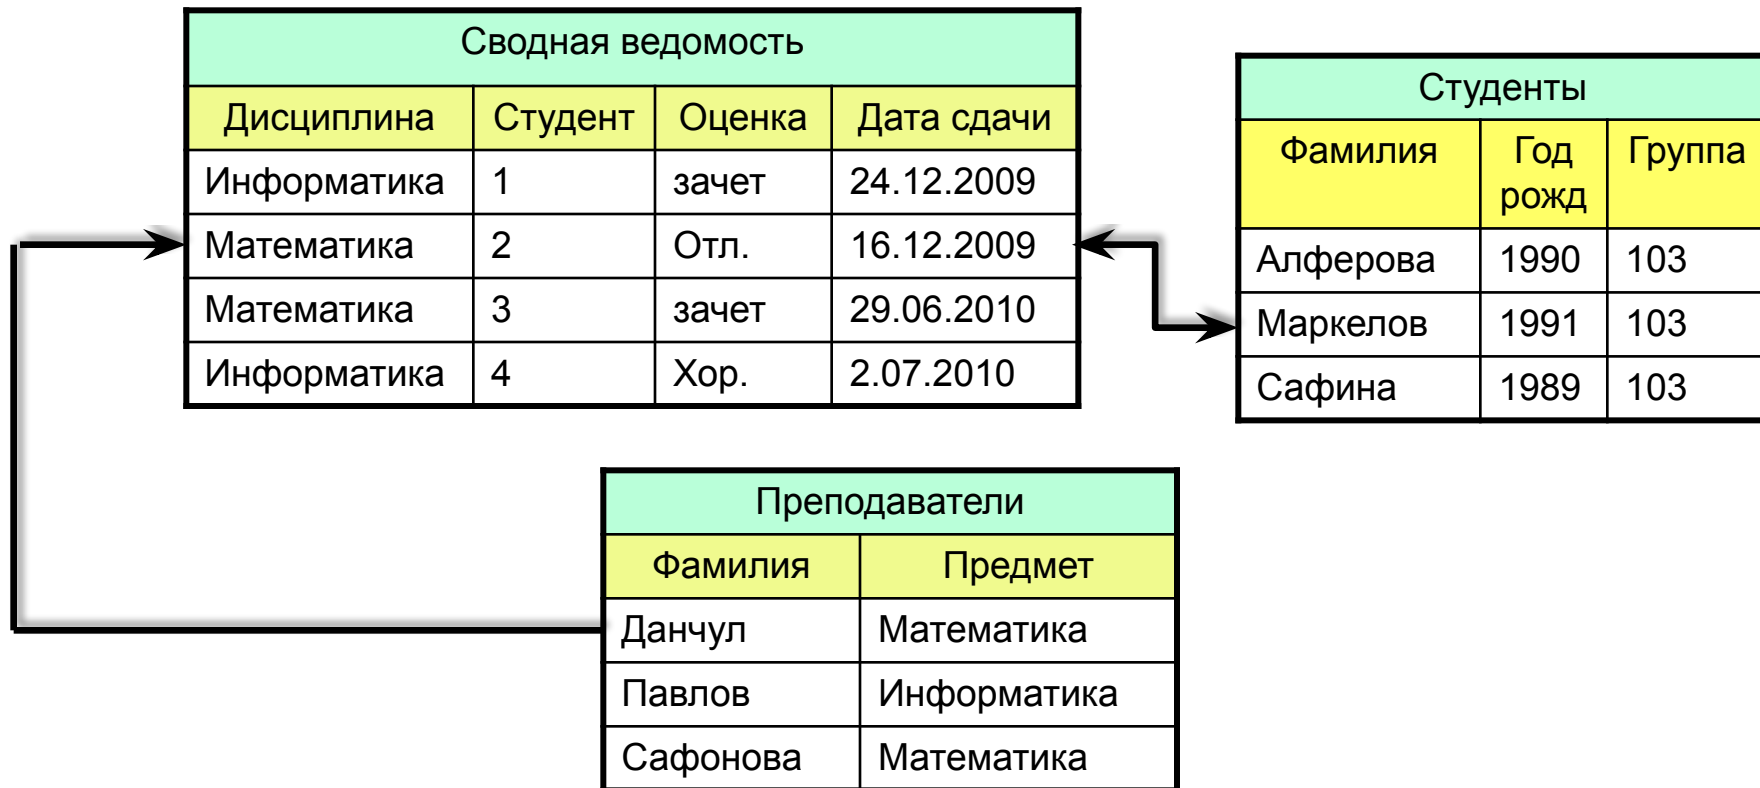 Сводная ведомость
Дисциплина Студент Оценка Дата сдачи
Информатика 1 зачет 24.12.2009
Математика 2 Отл. 16.12.2009
Математика 3 зачет 29.06.2010
Информатика 4 Хор. 2.07.2010
Студенты
Фамилия Год рожд Группа
Алферова 1990 103
Маркелов 1991 103
Сафина 1989 103
Преподаватели
Фамилия Предмет
Данчул Математика
Павлов Информатика
Сафонова Математика